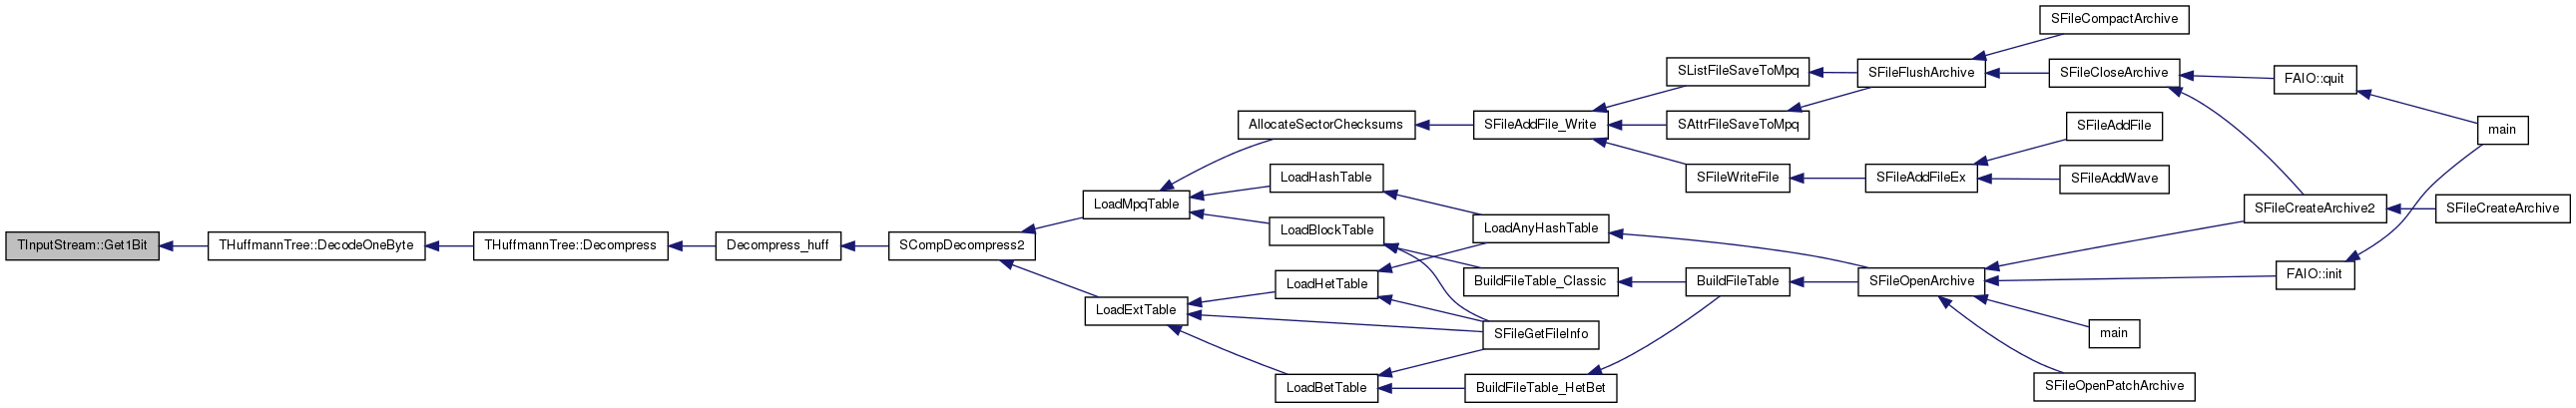 TInputStream::Get1Bit
THuffmannTree::DecodeOneByte
THuffmannTree::Decompress
Decompress_huff
SCompDecompress2
LoadMpqTable
LoadExtTable
AllocateSectorChecksums
LoadHashTable
LoadBlockTable
LoadHetTable
LoadBetTable
SFileAddFile_Write
LoadAnyHashTable
BuildFileTable_Classic
SFileGetFileInfo
BuildFileTable_HetBet
SListFileSaveToMpq
SAttrFileSaveToMpq
SFileWriteFile
BuildFileTable
SFileFlushArchive
SFileAddFileEx
SFileOpenArchive
SFileCompactArchive
SFileCloseArchive
SFileAddFile
SFileAddWave
main
SFileOpenPatchArchive
FAIO::quit
SFileCreateArchive2
FAIO::init
main
SFileCreateArchive